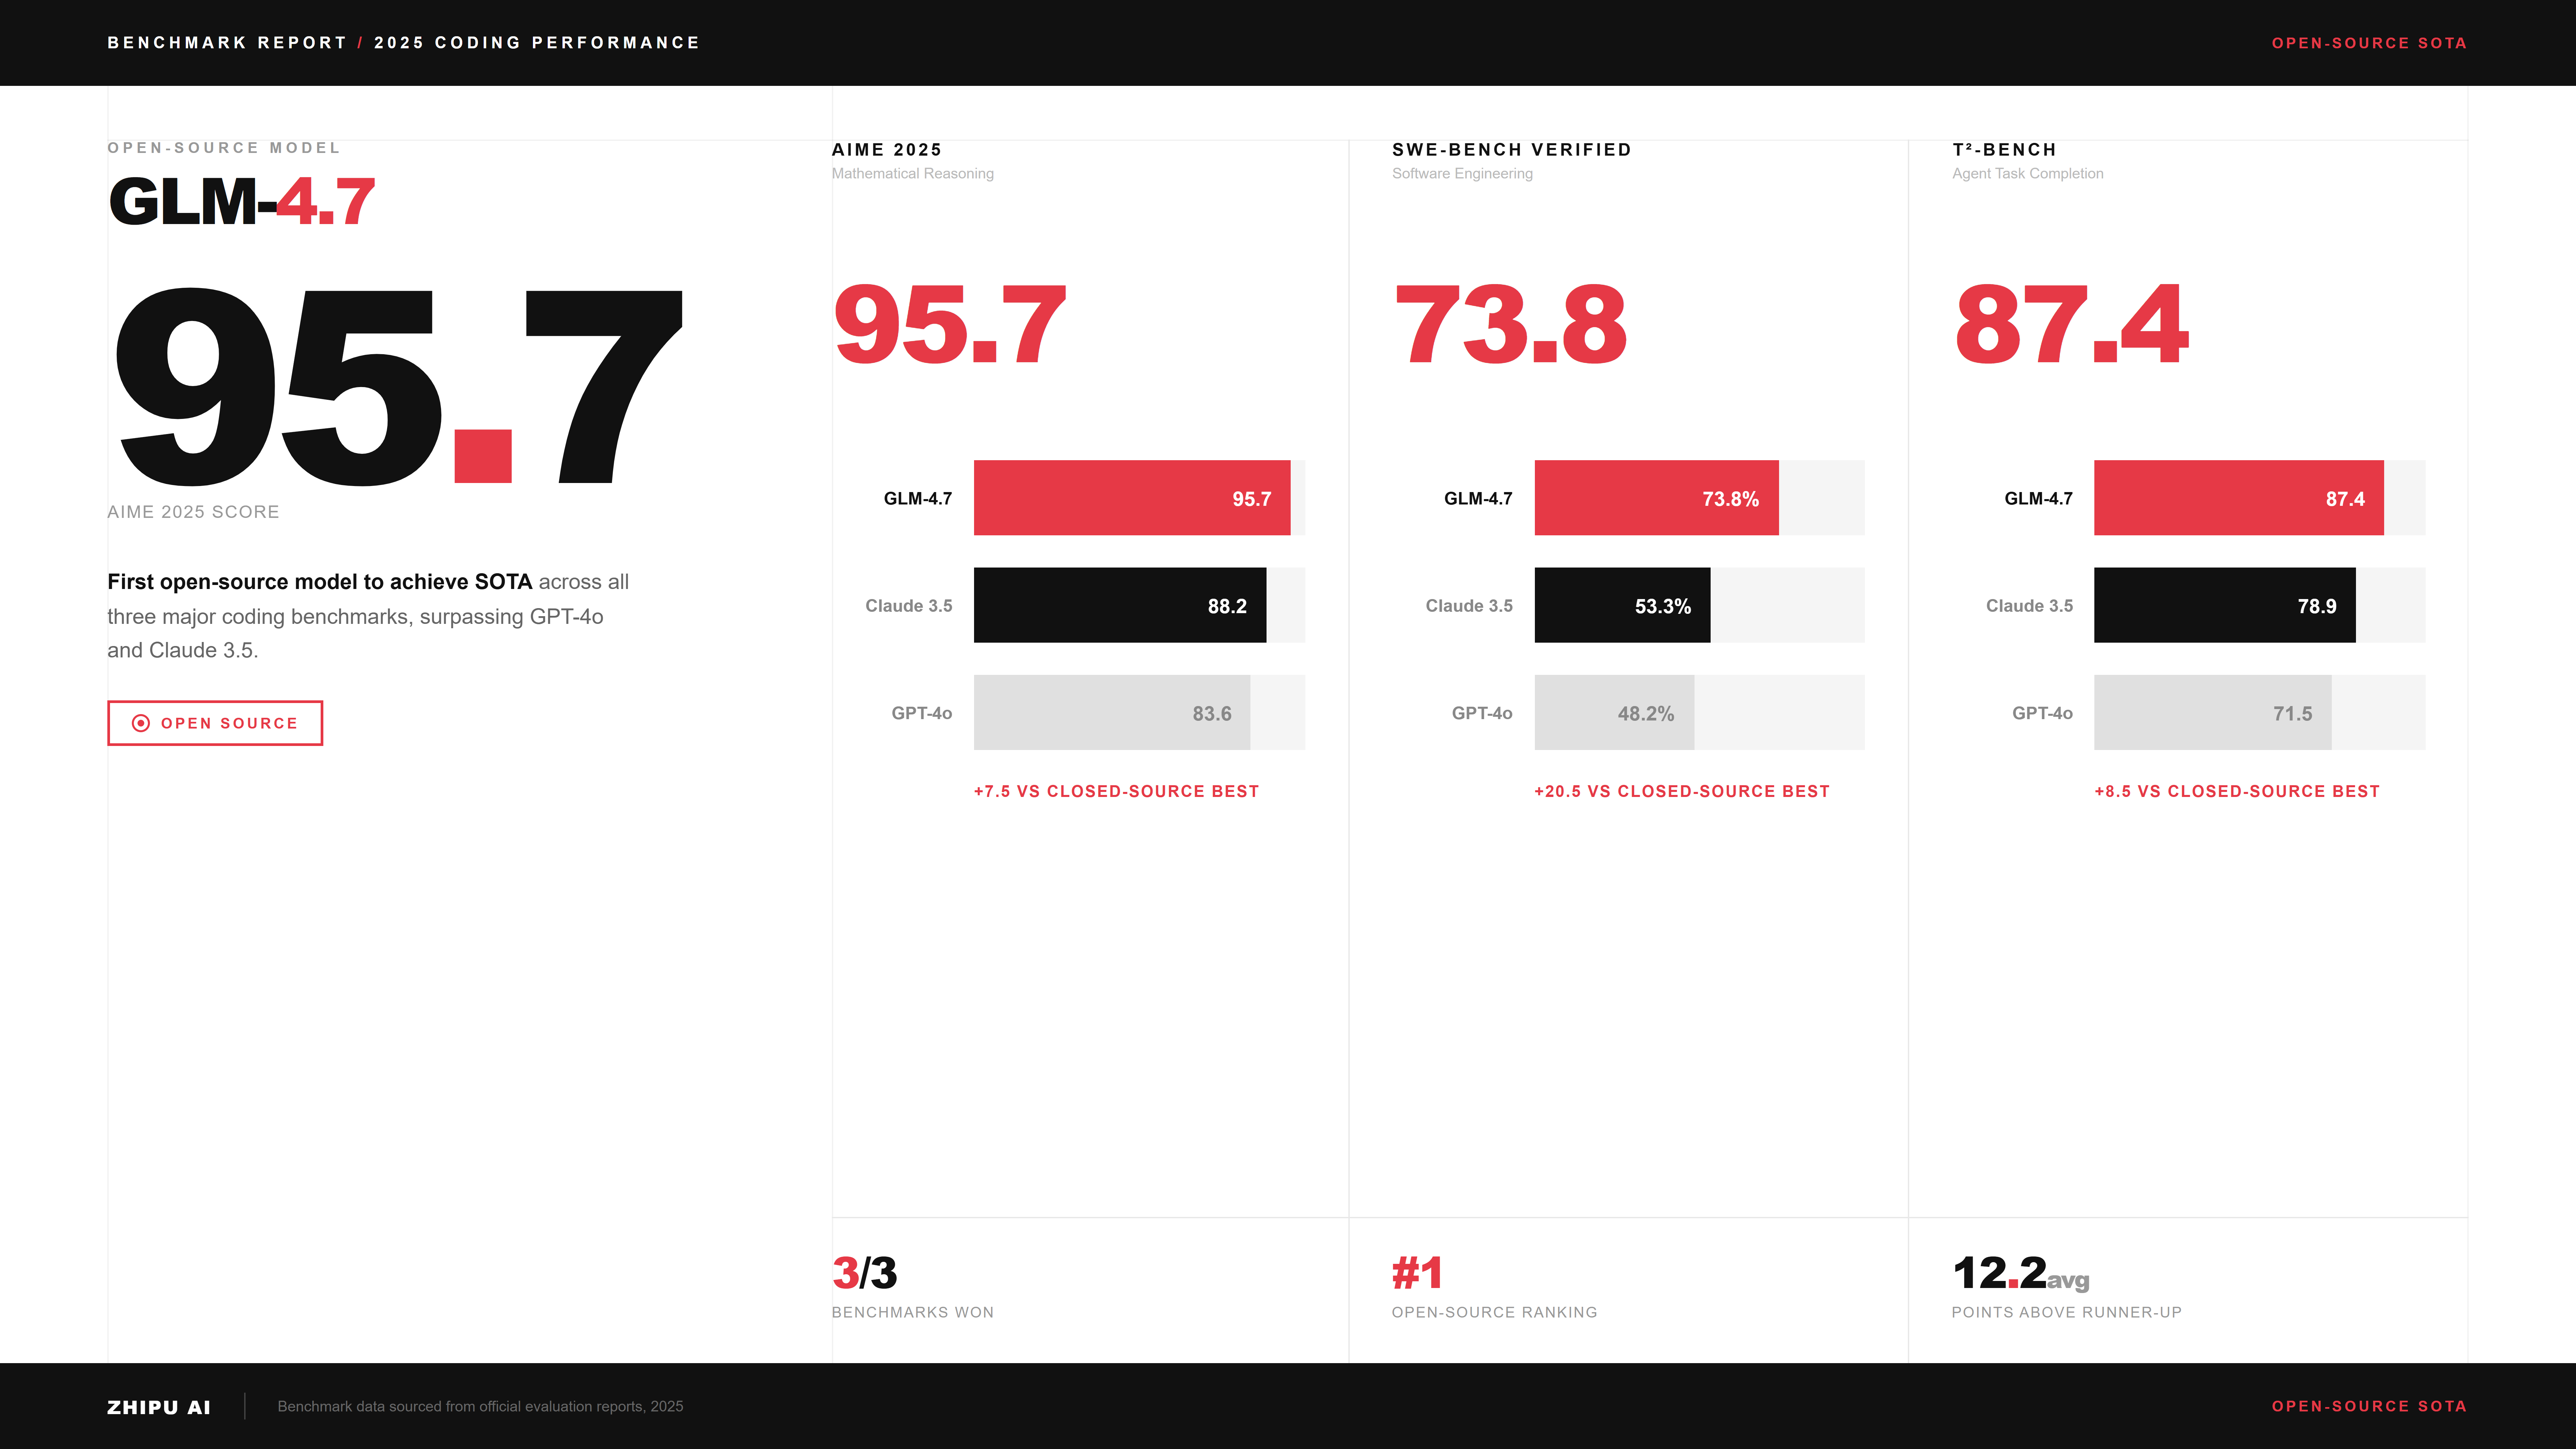 BENCHMARK REPORT / 2025 CODING PERFORMANCE
OPEN-SOURCE SOTA
OPEN-SOURCE MODEL
GLM-4.7
95.7
AIME 2025 SCORE
First open-source model to achieve SOTA across all
three major coding benchmarks, surpassing GPT-4o
and Claude 3.5.
OPEN SOURCE
AIME 2025
Mathematical Reasoning
95.7
GLM-4.7 95.7
Claude 3.5 88.2
GPT-4o 83.6
+7.5 VS CLOSED-SOURCE BEST
SWE-BENCH VERIFIED
Software Engineering
73.8
GLM-4.7 73.8%
Claude 3.5 53.3%
GPT-4o 48.2%
+20.5 VS CLOSED-SOURCE BEST
T²-BENCH
Agent Task Completion
87.4
GLM-4.7 87.4
Claude 3.5 78.9
GPT-4o 71.5
+8.5 VS CLOSED-SOURCE BEST
3/3
BENCHMARKS WON
#1
OPEN-SOURCE RANKING
12.2avg
POINTS ABOVE RUNNER-UP
ZHIPU AI
Benchmark data sourced from official evaluation reports, 2025
OPEN-SOURCE SOTA